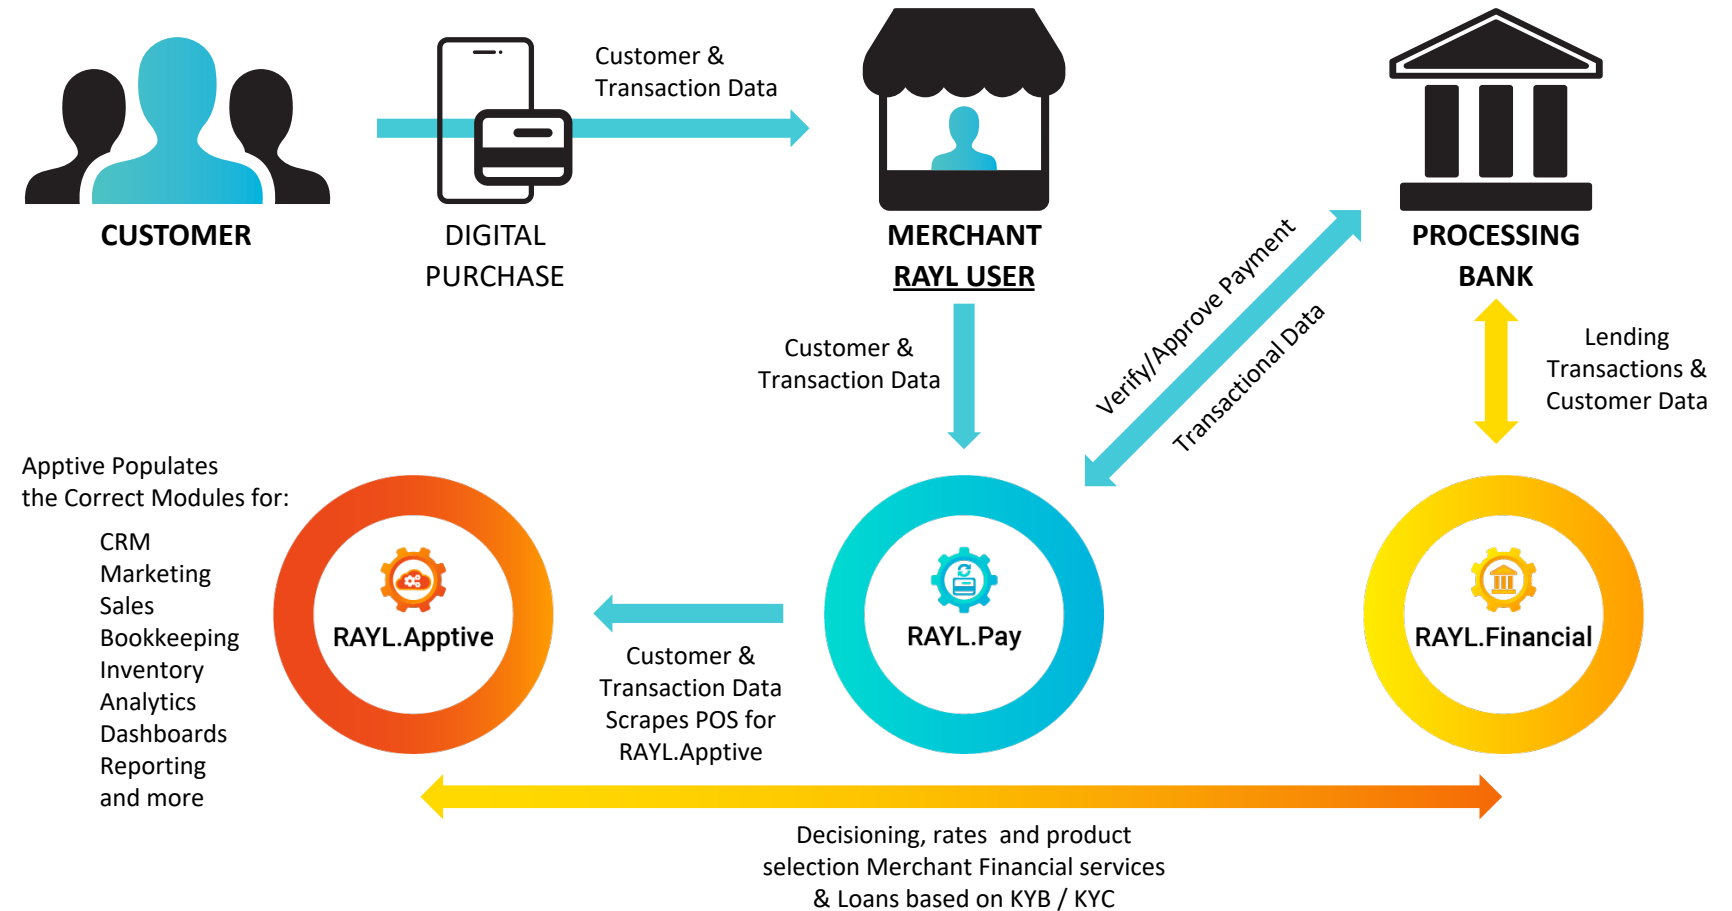 Customer &
Transaction Data
CUSTOMER
DIGITAL
PURCHASE
MERCHANT
RAYL USER
PROCESSING
BANK
Customer &
Transaction Data
Verify/Approve Payment
Transactional Data
Lending
Transactions &
Customer Data
Apptive Populates
the Correct Modules for:
CRM
Marketing
Sales
Bookkeeping
Inventory
Analytics
Dashboards
Reporting
and more
RAYL.Apptive
RAYL.Pay
RAYL.Financial
Customer &
Transaction Data
Scrapes POS for
RAYL.Apptive
Decisioning, rates  and product
selection Merchant Financial services
& Loans based on KYB / KYC